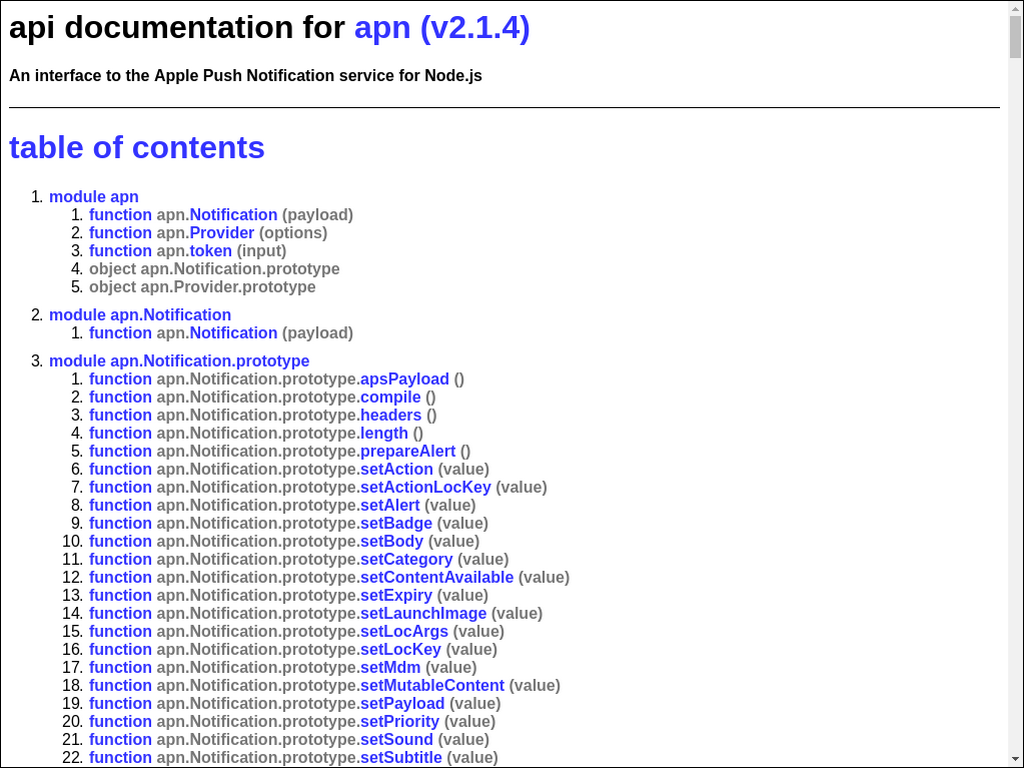 api documentation for apn (v2.1.4)
An interface to the Apple Push Notification service for Node.js
table of contents
1. module apn
1. function apn.Notification (payload)
2. function apn.Provider (options)
3. function apn.token (input)
4. object apn.Notification.prototype
5. object apn.Provider.prototype
2. module apn.Notification
1. function apn.Notification (payload)
3. module apn.Notification.prototype
1. function apn.Notification.prototype.apsPayload ()
2. function apn.Notification.prototype.compile ()
3. function apn.Notification.prototype.headers ()
4. function apn.Notification.prototype.length ()
5. function apn.Notification.prototype.prepareAlert ()
6. function apn.Notification.prototype.setAction (value)
7. function apn.Notification.prototype.setActionLocKey (value)
8. function apn.Notification.prototype.setAlert (value)
9. function apn.Notification.prototype.setBadge (value)
10. function apn.Notification.prototype.setBody (value)
11. function apn.Notification.prototype.setCategory (value)
12. function apn.Notification.prototype.setContentAvailable (value)
13. function apn.Notification.prototype.setExpiry (value)
14. function apn.Notification.prototype.setLaunchImage (value)
15. function apn.Notification.prototype.setLocArgs (value)
16. function apn.Notification.prototype.setLocKey (value)
17. function apn.Notification.prototype.setMdm (value)
18. function apn.Notification.prototype.setMutableContent (value)
19. function apn.Notification.prototype.setPayload (value)
20. function apn.Notification.prototype.setPriority (value)
21. function apn.Notification.prototype.setSound (value)
22. function apn.Notification.prototype.setSubtitle (value)